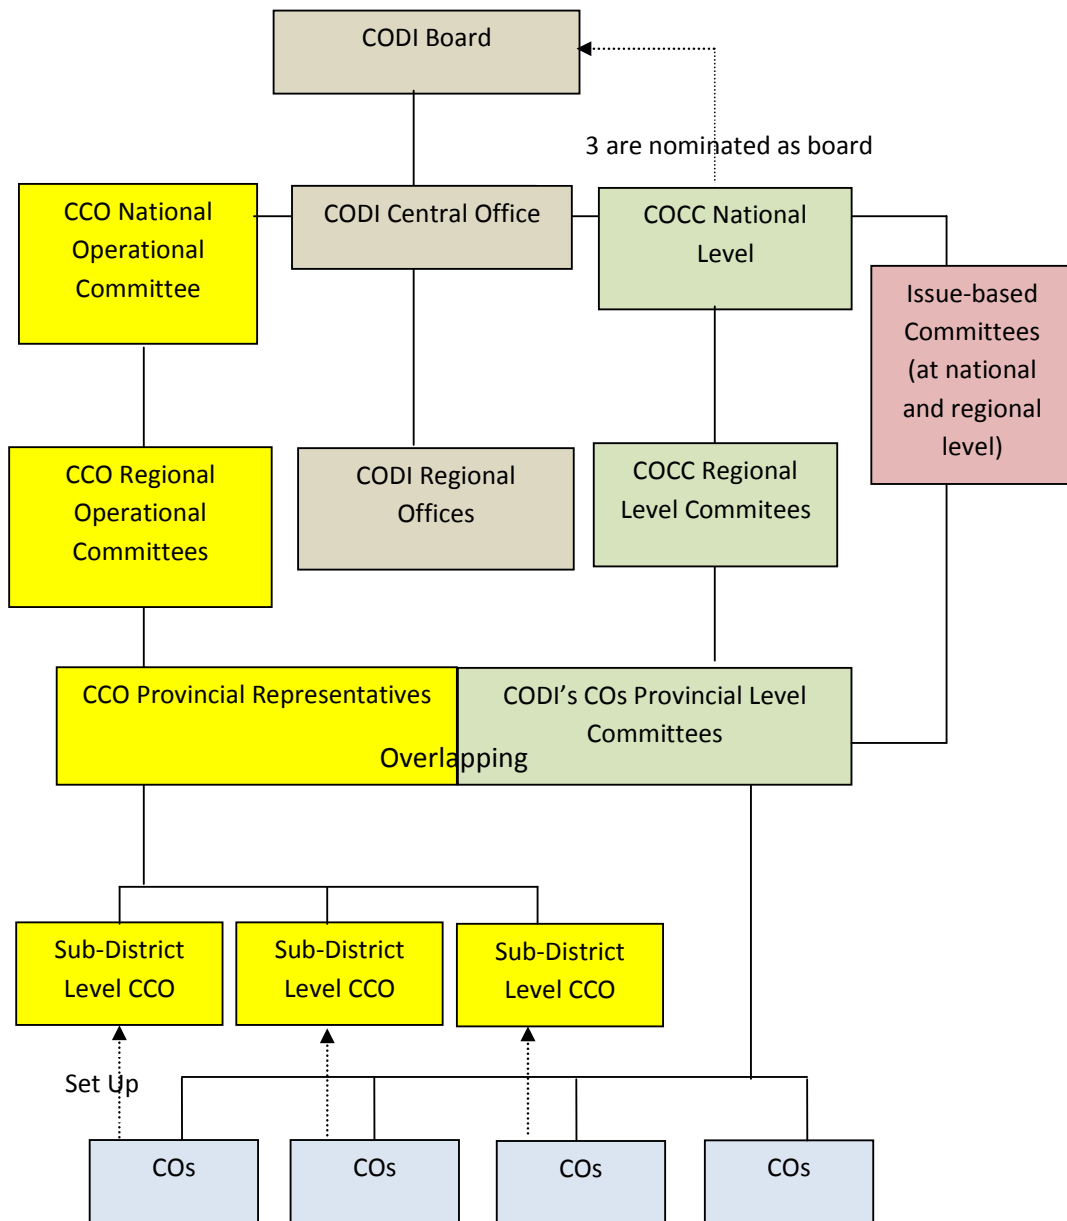 CODI Board
3 are nominated as board
CCO National
Operational
Committee
CODI Central Office
COCC National
Level
Issue-based
Committees
(at national
and regional
level)
CCO Regional
Operational
Committees
CODI Regional
Offices
COCC Regional
Level Commitees
CCO Provincial Representatives
CODI’s COs Provincial Level
Committees
Overlapping
Sub-District
Level CCO
Sub-District
Level CCO
Sub-District
Level CCO
Set Up
COs
COs
COs
COs